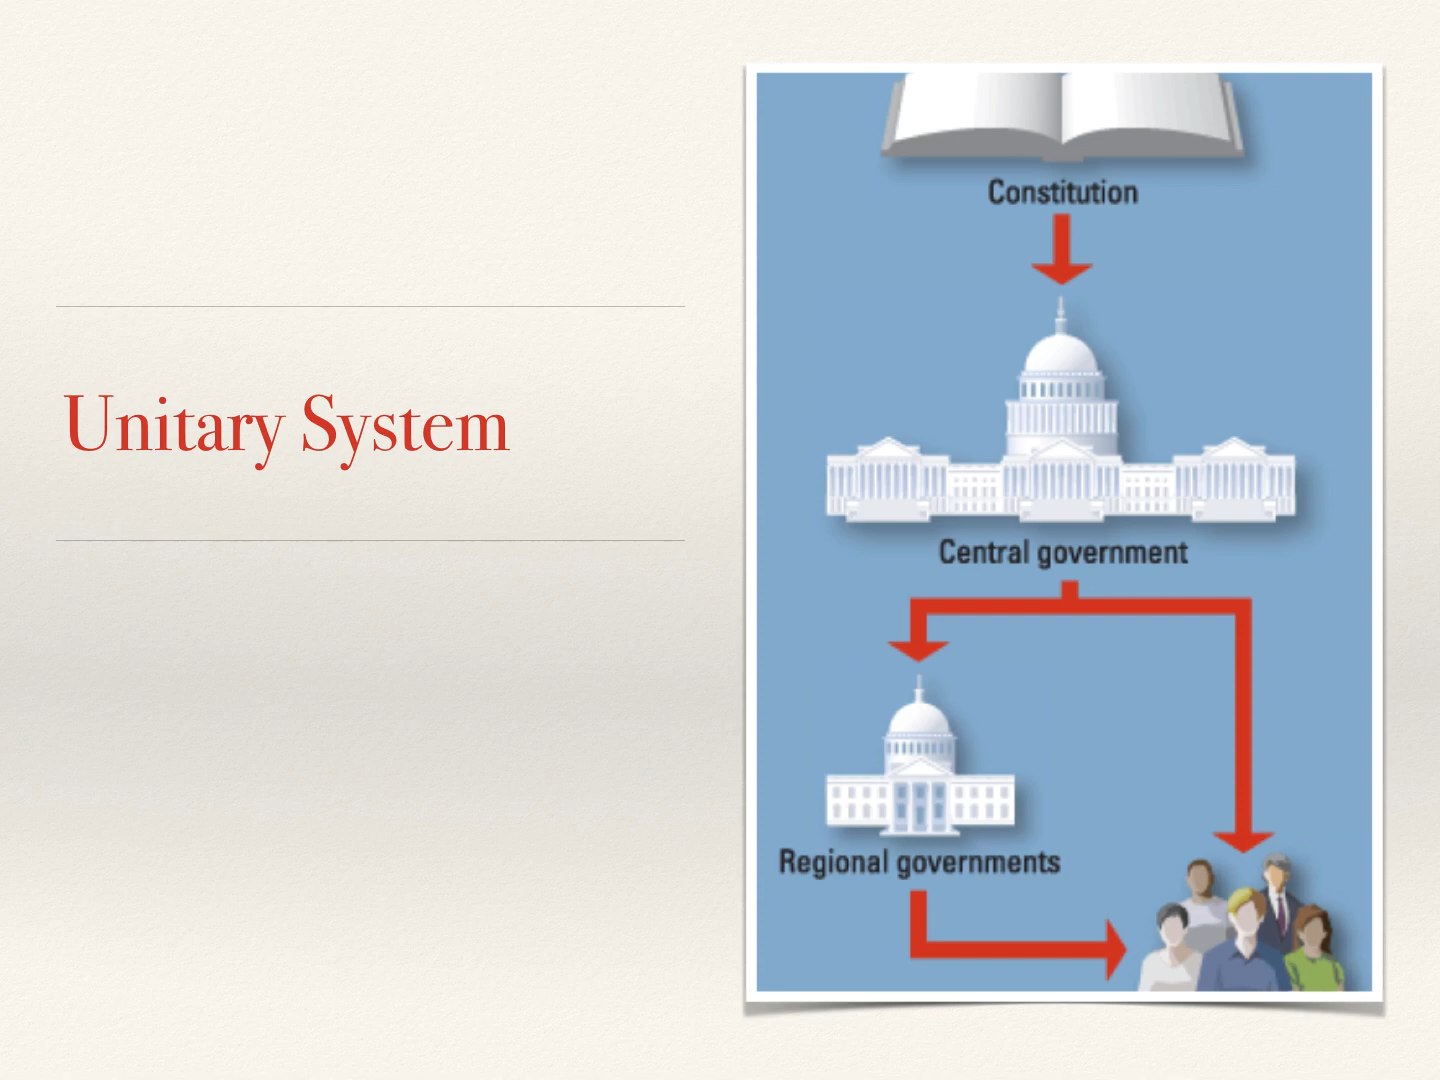 Unitary System
Constitution
Central government
Regional governments